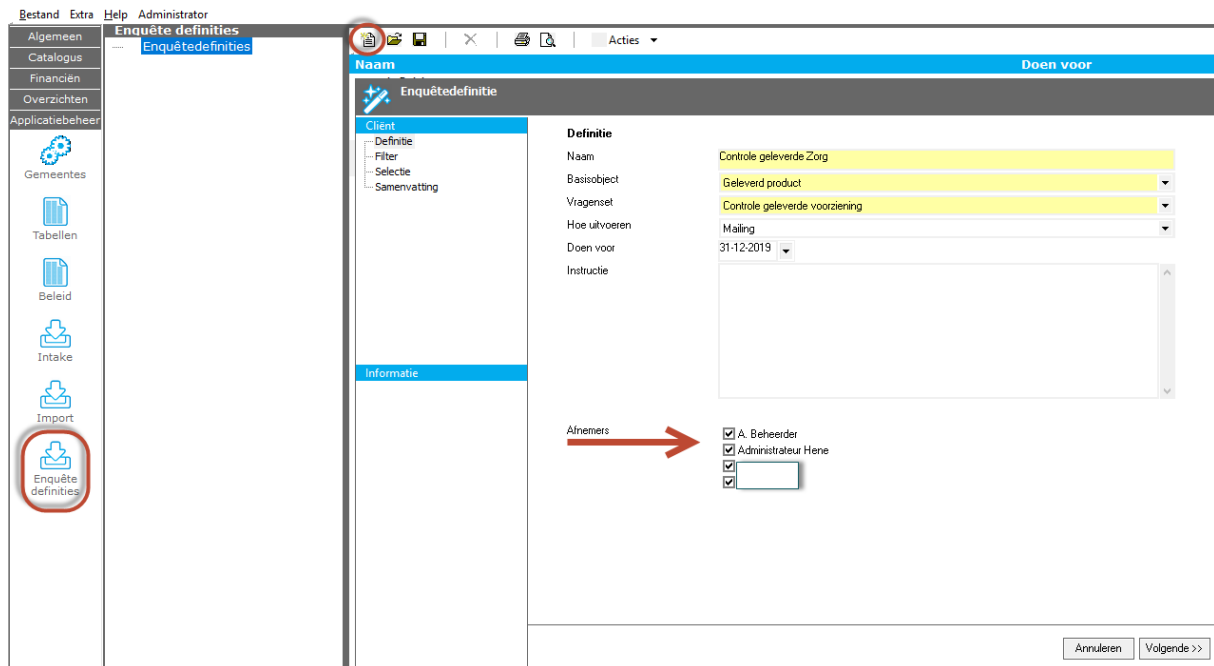 Bestand Extra Help Administrator
Algemeen
Catalogus
Financiën
Overzichten
Applicatiebeheer
Gemeentes
Tabellen
Beleid
Intake
Import
Enquête
definities
Enquête definities
Enquêtedefinities
Acties
Naam Doen voor
Enquêtedefinitie
Cliënt
Definitie
Filter
Selectie
Samenvatting
Informatie
Definitie
Naam Controle geleverde Zorg
Basisobject Geleverd product
Vragenset Controle geleverde voorziening
Hoe uitvoeren Mailing
Doen voor 31-12-2019
Instructie
Afnemers
A. Beheerder
Administrateur Hene
Annuleren Volgende >>